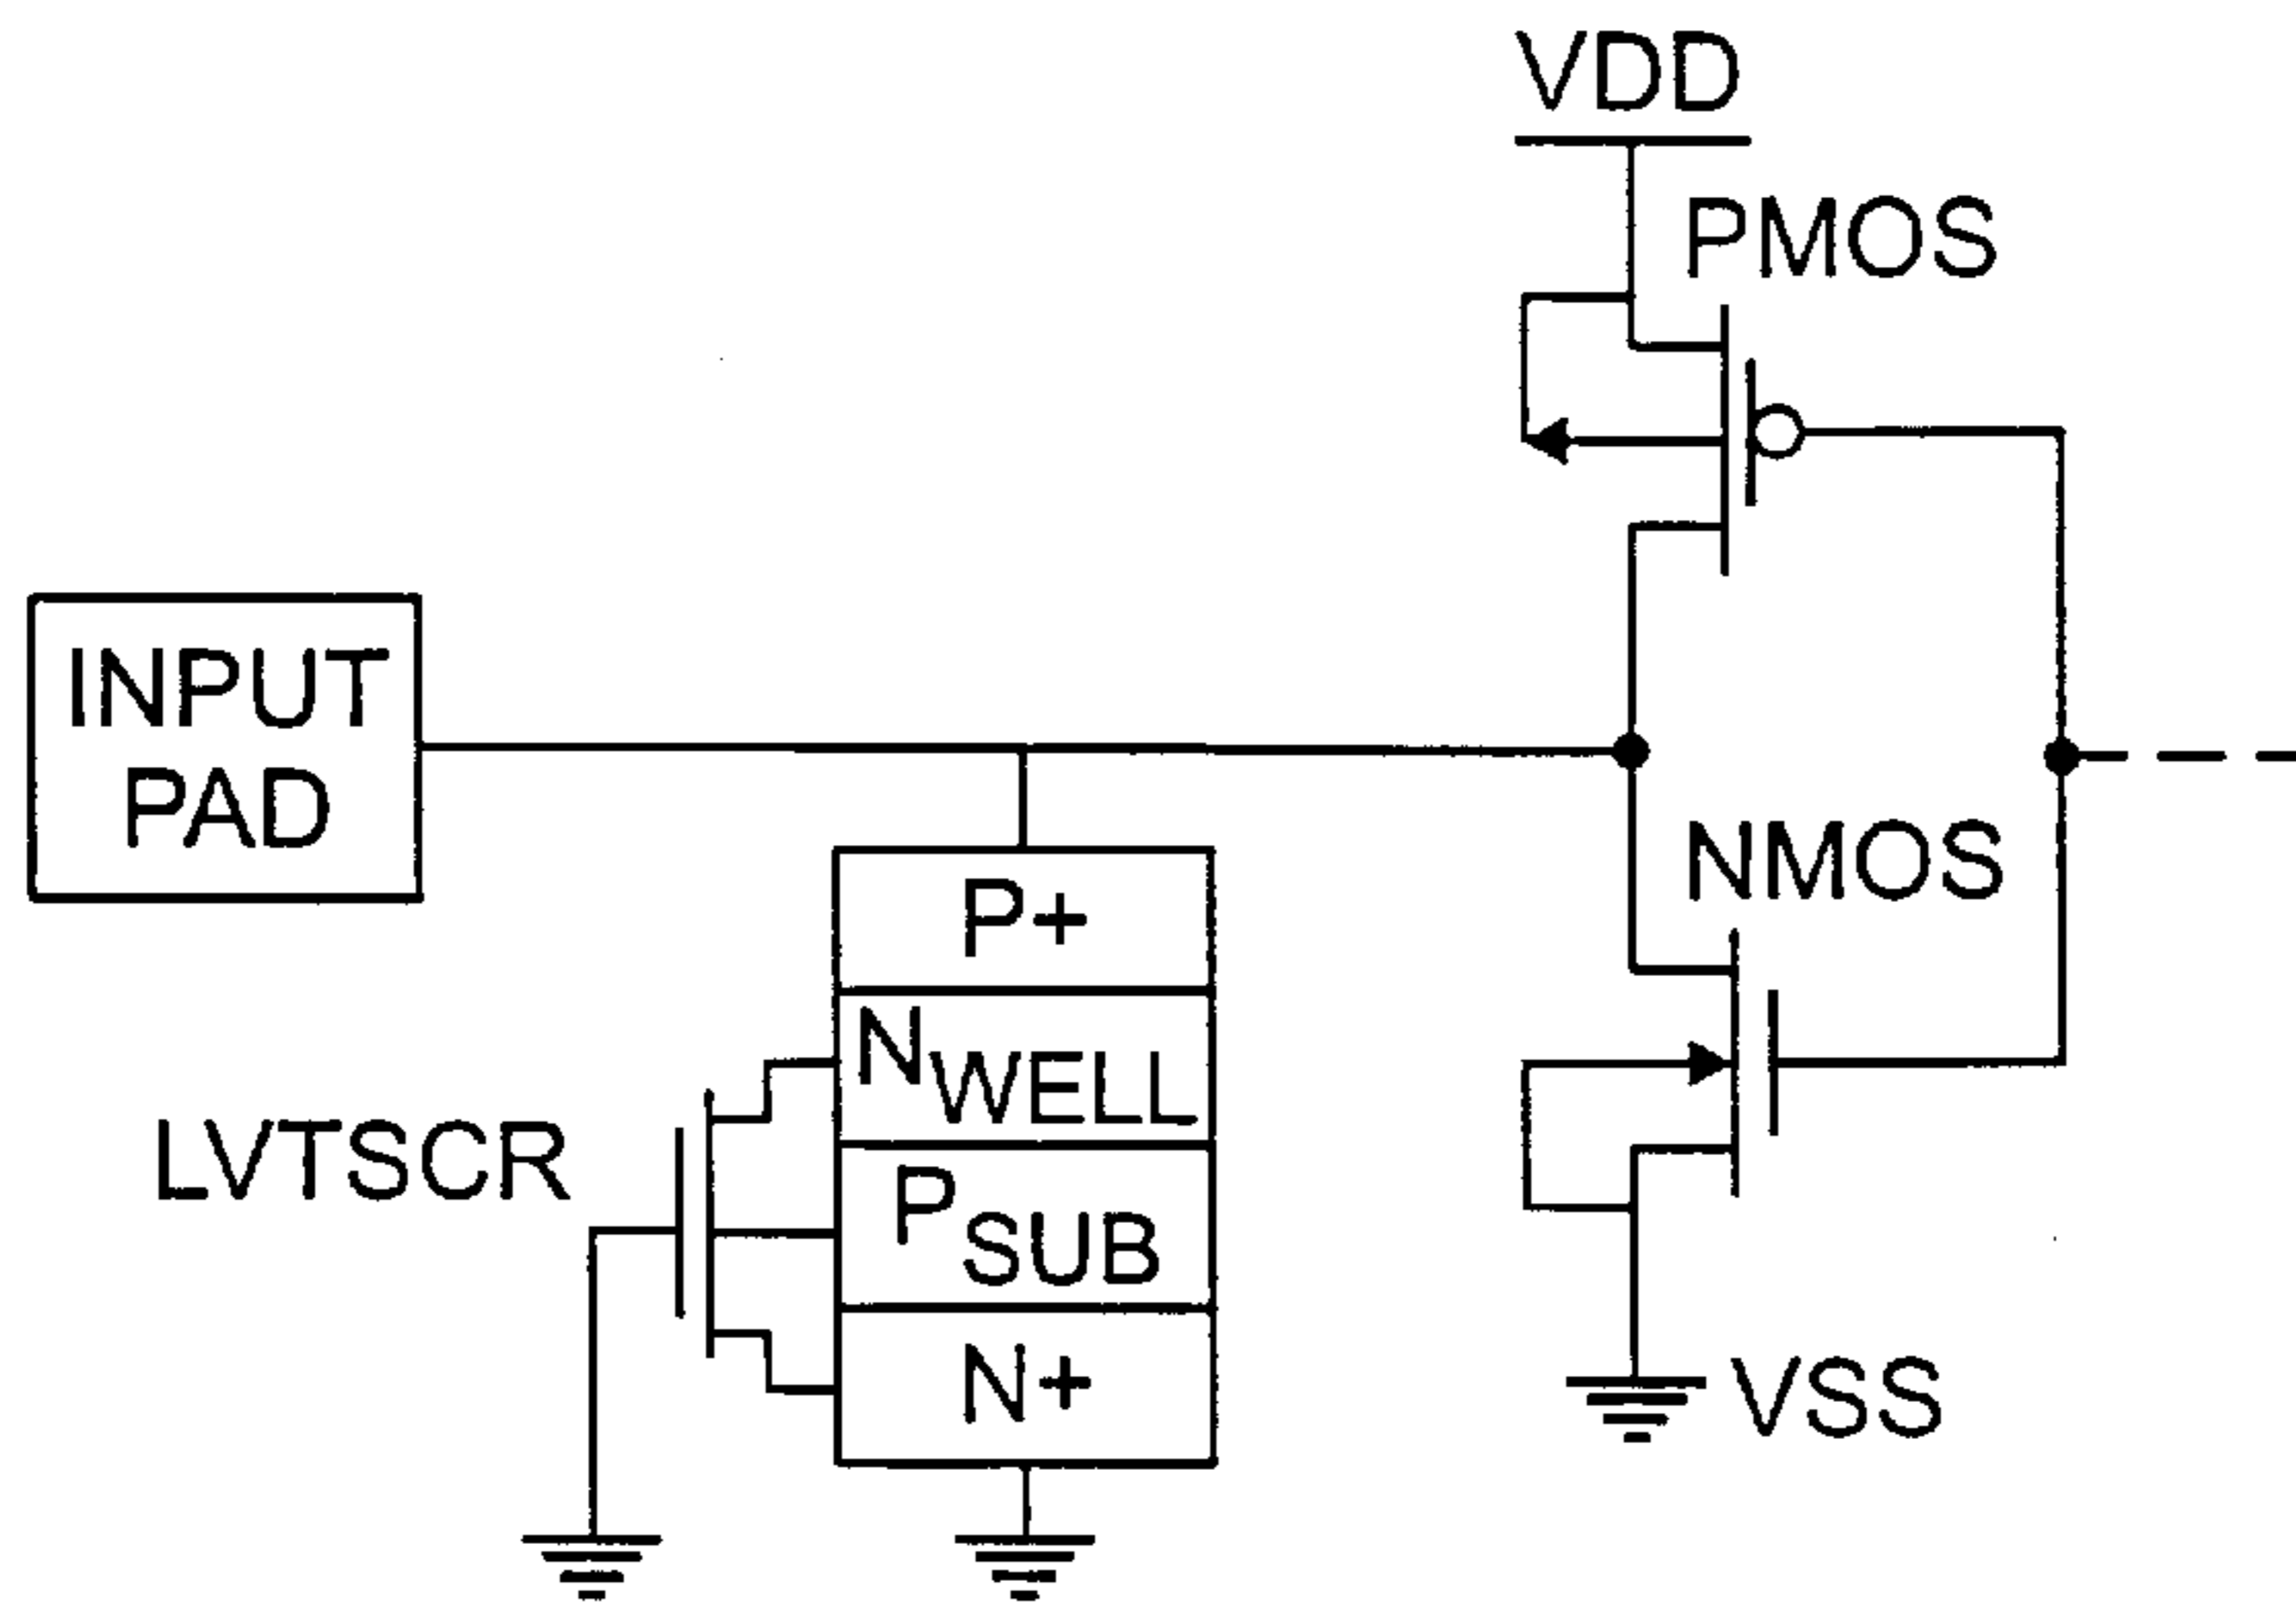 VDD
PMOS
INPUT
PAD
NMOS
P+
NWELL
LVTSCR
PSUB
N+
VSS